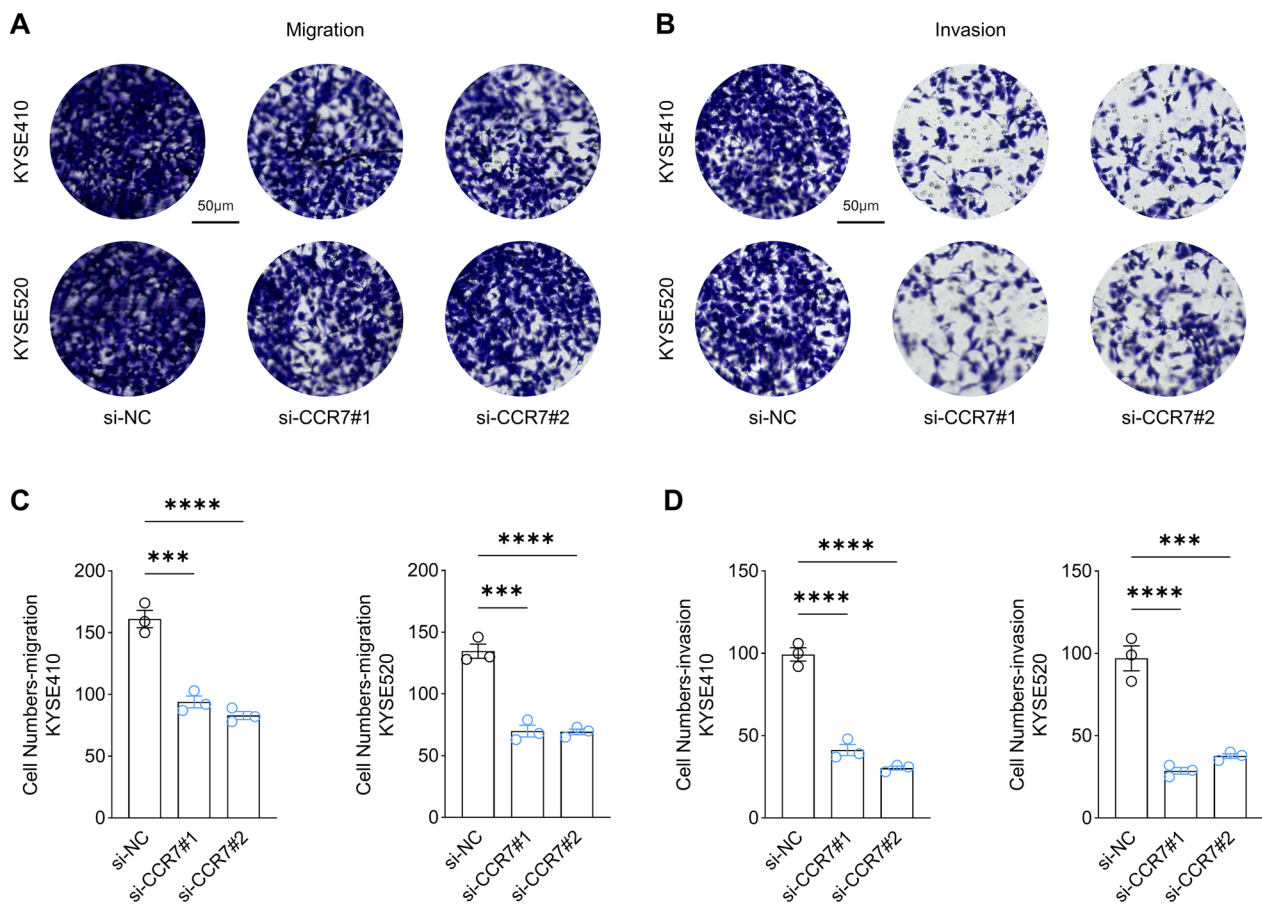 A
Migration
B
Invasion
KYSE410
KYSE410
50μm
50μm
KYSE520
KYSE520
si-NC
si-CCR7#1
si-CCR7#2
si-NC
si-CCR7#1
si-CCR7#2
C
Cell Numbers-migration
KYSE410
200
150
100
50
0
****
***
si-NC
si-CCR7#1
si-CCR7#2
Cell Numbers-migration
KYSE520
200
150
100
50
0
****
***
si-NC
si-CCR7#1
si-CCR7#2
D
Cell Numbers-invasion
KYSE410
150
100
50
0
****
****
si-NC
si-CCR7#1
si-CCR7#2
Cell Numbers-invasion
KYSE520
150
100
50
0
***
****
si-NC
si-CCR7#1
si-CCR7#2